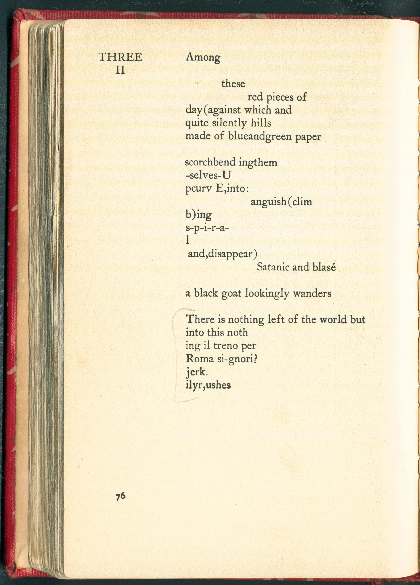 THREE
II
Among
these
red pieces of
day(against which and
quite silently hills
made of blueandgreen paper
scorchbend ingthem
-selves-U
pcurv E,into:
anguish(clim
b)ing
s-p-i-r-a-
l
and,disappear)
Satanic and blasé
a black goat lookingly wanders
There is nothing left of the world but
into this noth
ing il treno per
Roma si-gnori?
jerk.
ilyr,ushes
76